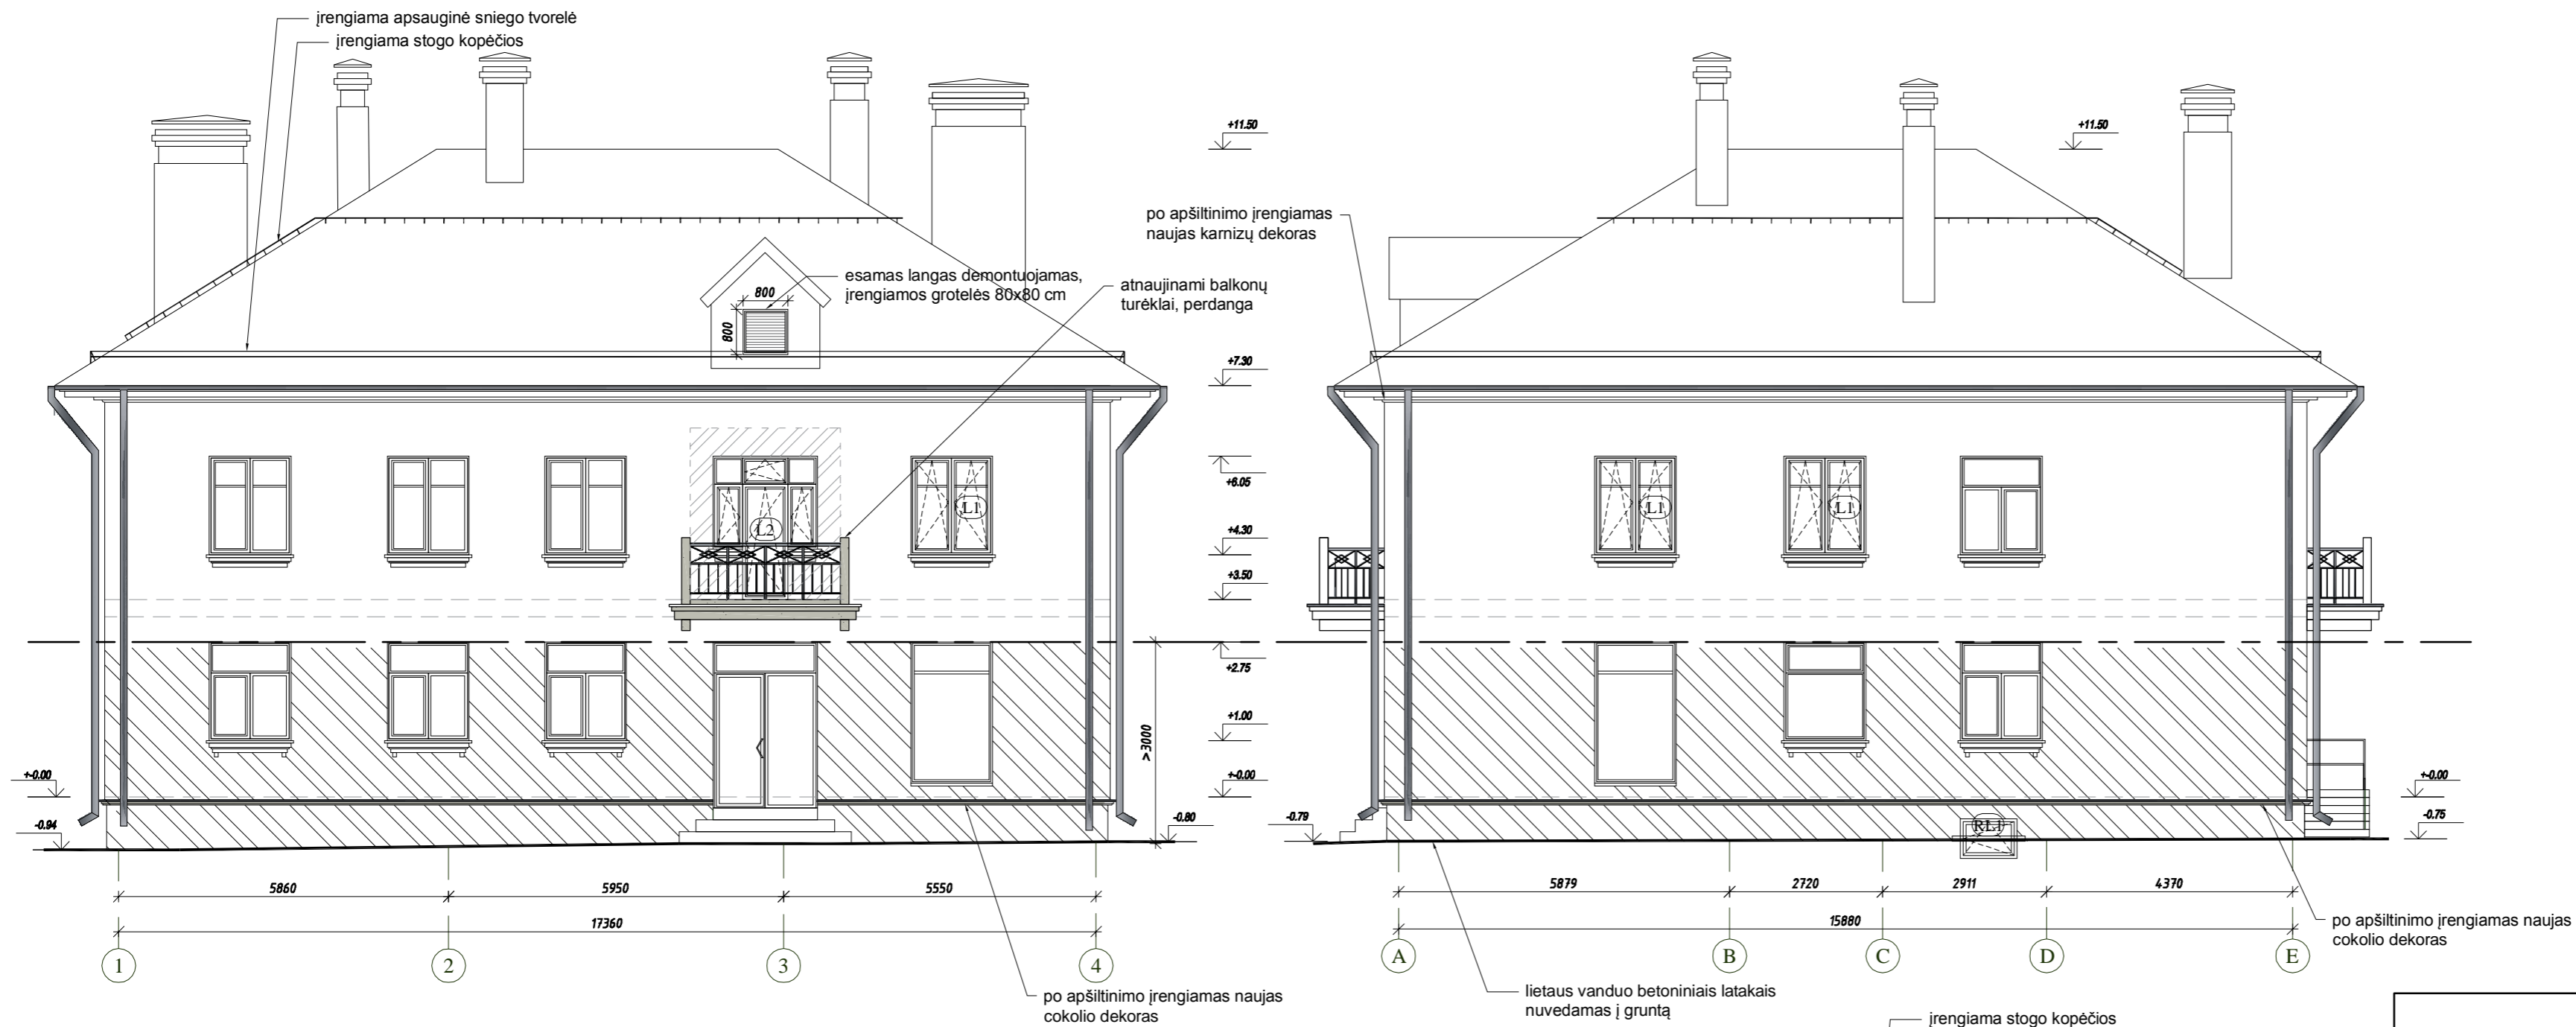 įrengiama apsauginė sniego tvorelė
įrengiama stogo kopėčios
+11.50
+11.50
po apšiltinimo įrengiamas
naujas karnizų dekoras
esamas langas demontuojamas,
įrengiamos grotelės 80x80 cm
800
800
atnaujinami balkonų
turėklai, perdanga
+7.30
+6.05
+4.30
+3.50
+2.75
+1.00
+-0.00
L2
L1
L1
L1
>3000
+-0.00
-0.94
-0.80
-0.79
+-0.00
-0.75
RL1
5860
5950
5550
17360
5879
2720
2911
4370
15880
1
2
3
4
A
B
C
D
E
po apšiltinimo įrengiamas naujas
cokolio dekoras
po apšiltinimo įrengiamas naujas
cokolio dekoras
lietaus vanduo betoniniais latakais
nuvedamas į gruntą
įrengiama stogo kopėčios